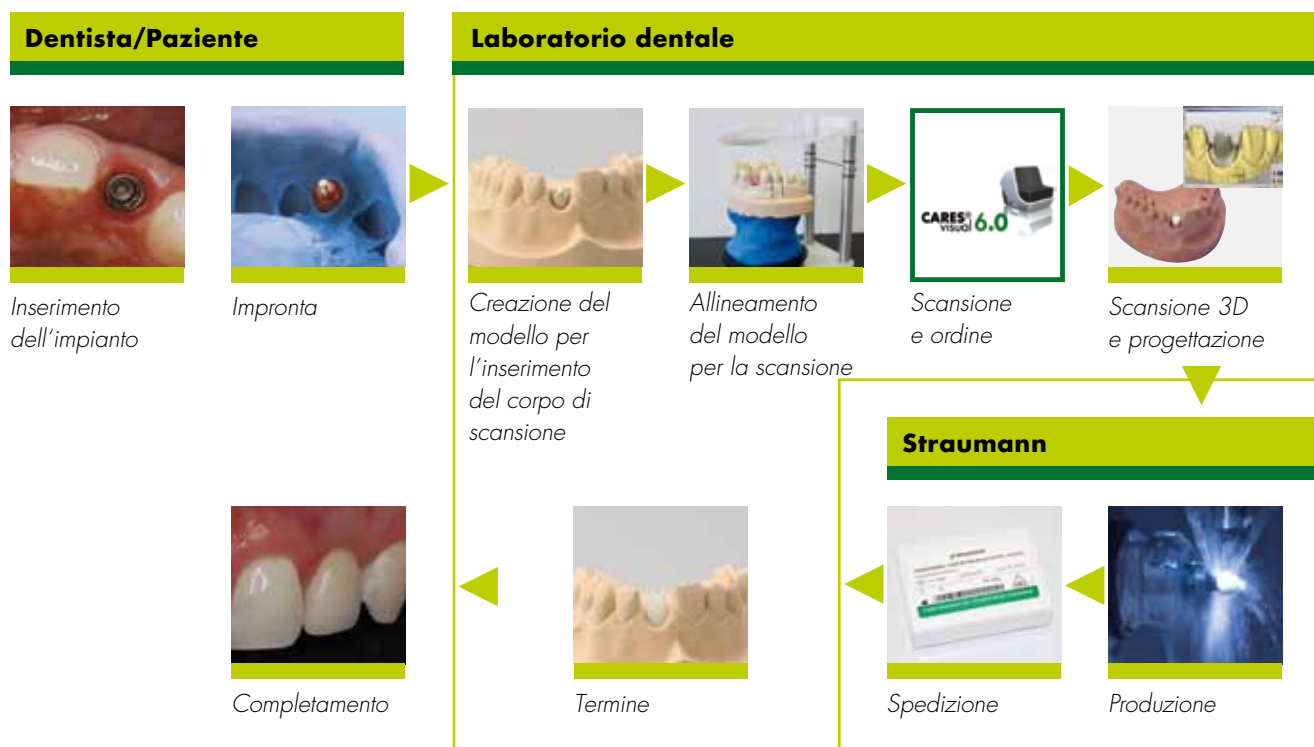 Dentista/Paziente
Laboratorio dentale
CARES®
VISUAL 6.0
Inserimento
dell'impianto
Impronta
Creazione del
modello per
l'inserimento
del corpo di
scansione
Allineamento
del modello
per la scansione
Scansione
e ordine
Scansione 3D
e progettazione
Straumann
Completamento
Termine
Spedizione
Produzione